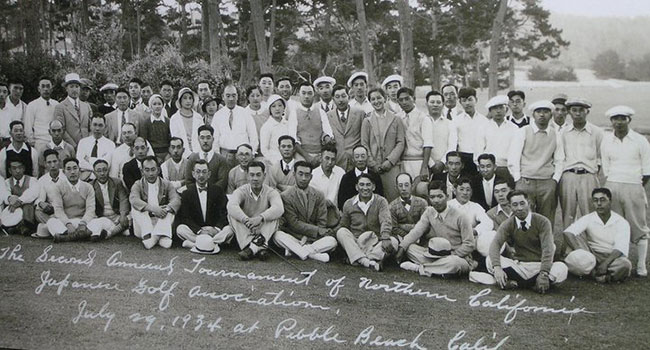 The Second Annual Tournament of Northern California
Japanese Golf Association.
July 29, 1934 at Pebble Beach Calif